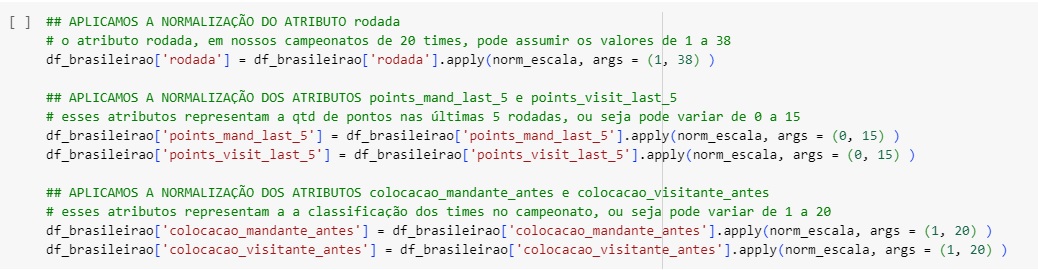 [ ] ## APLICAMOS A NORMALIZAÇÃO DO ATRIBUTO rodada
# o atributo rodada, em nossos campeonatos de 20 times, pode assumir os valores de 1 a 38
df_brasileirao['rodada'] = df_brasileirao['rodada'].apply(norm_escala, args = (1, 38) )
## APLICAMOS A NORMALIZAÇÃO DOS ATRIBUTOS points_mand_last_5 e points_visit_last_5
# esses atributos representam a qtd de pontos nas últimas 5 rodadas, ou seja pode variar de 0 a 15
df_brasileirao['points_mand_last_5'] = df_brasileirao['points_mand_last_5'].apply(norm_escala, args = (0, 15) )
df_brasileirao['points_visit_last_5'] = df_brasileirao['points_visit_last_5'].apply(norm_escala, args = (0, 15) )
## APLICAMOS A NORMALIZAÇÃO DOS ATRIBUTOS colocacao_mandante_antes e colocacao_visitante_antes
# esses atributos representam a a classificação dos times no campeonato, ou seja pode variar de 1 a 20
df_brasileirao['colocacao_mandante_antes'] = df_brasileirao['colocacao_mandante_antes'].apply(norm_escala, args = (1, 20) )
df_brasileirao['colocacao_visitante_antes'] = df_brasileirao['colocacao_visitante_antes'].apply(norm_escala, args = (1, 20) )